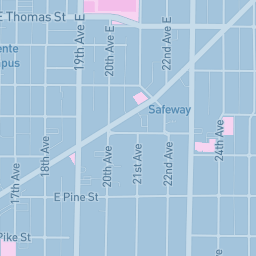 E Thomas St
19th Ave E
20th Ave E
22nd Ave E
ente
mpus
Safeway
24th Ave
17th Ave
18th Ave
20th Ave
21st Ave
22nd Ave
E Pine St
Pike St